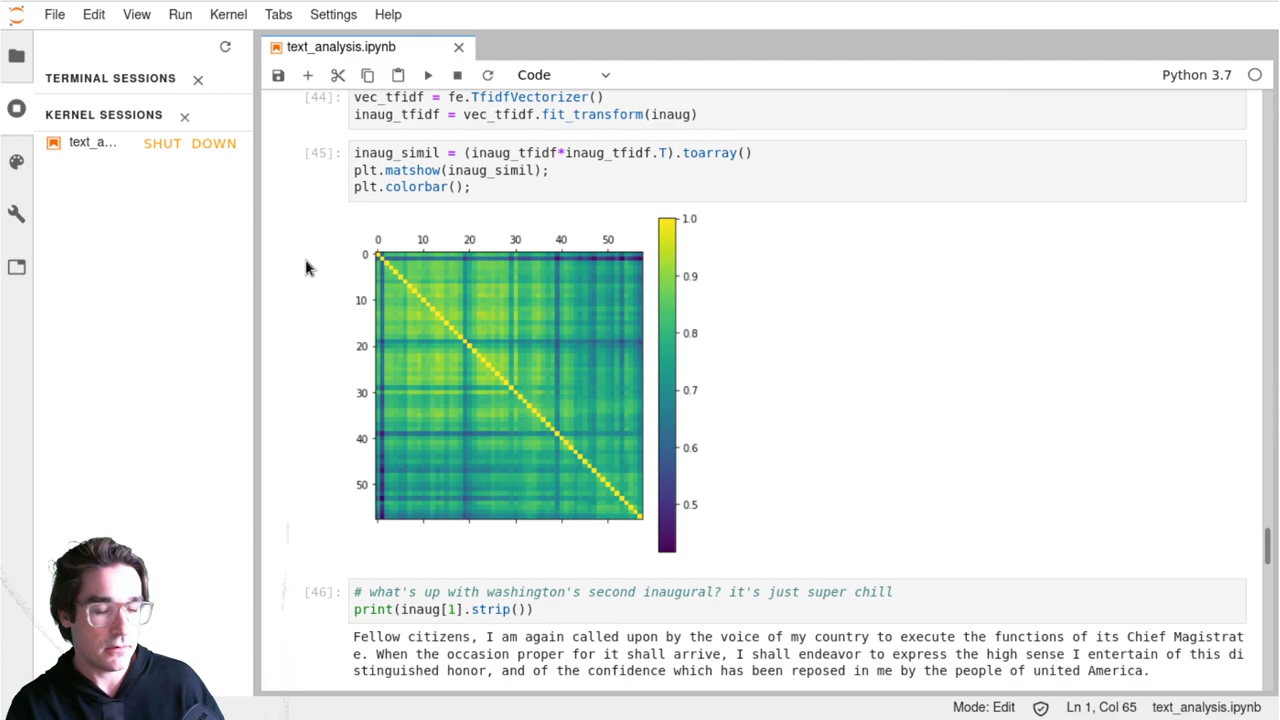 File Edit View Run Kernel Tabs Settings Help
TERMINAL SESSIONS
KERNEL SESSIONS
text_a... SHUT DOWN
text_analysis.ipynb
Code
Python 3.7
[44]:
vec_tfidf = fe.TfidfVectorizer()
inaug_tfidf = vec_tfidf.fit_transform(inaug)
[45]:
inaug_simil = (inaug_tfidf*inaug_tfidf.T).toarray()
plt.matshow(inaug_simil);
plt.colorbar();
0 10 20 30 40 50
0
10
20
30
40
50
1.0
0.9
0.8
0.7
0.6
0.5
[46]:
# what's up with washington's second inaugural? it's just super chill
print(inaug[1].strip())
Fellow citizens, I am again called upon by the voice of my country to execute the functions of its Chief Magistrat
e. When the occasion proper for it shall arrive, I shall endeavor to express the high sense I entertain of this di
stinguished honor, and of the confidence which has been reposed in me by the people of united America.
Mode: Edit Ln 1, Col 65 text_analysis.ipynb